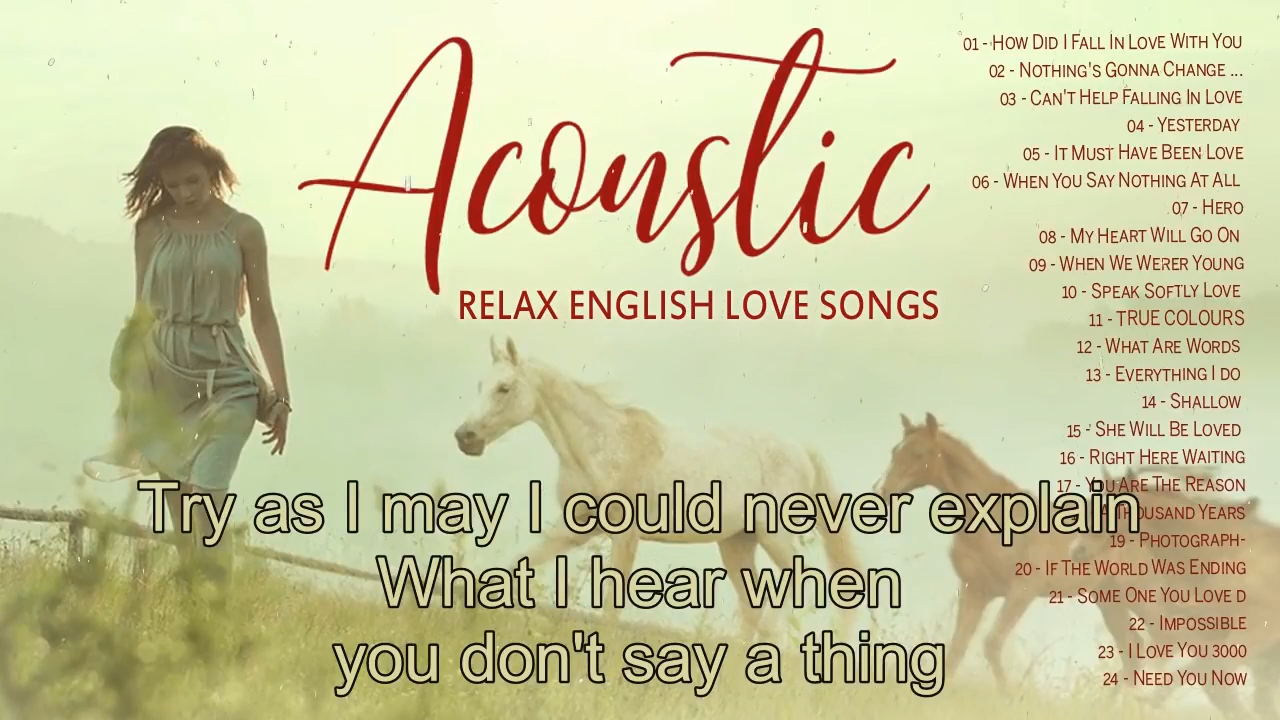 Acoustic
RELAX ENGLISH LOVE SONGS
01 - HOW DID I FALL IN LOVE WITH YOU
02 - NOTHING'S GONNA CHANGE ...
03 - CAN'T HELP FALLING IN LOVE
04 - YESTERDAY
05 - IT MUST HAVE BEEN LOVE
06 - WHEN YOU SAY NOTHING AT ALL
07 - HERO
08 - MY HEART WILL GO ON
09 - WHEN WE WERER YOUNG
10 - SPEAK SOFTLY LOVE
11 - TRUE COLOURS
12 - WHAT ARE WORDS
13 - EVERYTHING I DO
14 - SHALLOW
15 - SHE WILL BE LOVED
16 - RIGHT HERE WAITING
17 - YOU ARE THE REASON
THOUSAND YEARS
19 - PHOTOGRAPH-
20 - IF THE WORLD WAS ENDING
21 - SOME ONE YOU LOVE D
22 - IMPOSSIBLE
23 - I LOVE YOU 3000
24 - NEED YOU NOW
Try as I may I could never explain
What I hear when
you don't say a thing